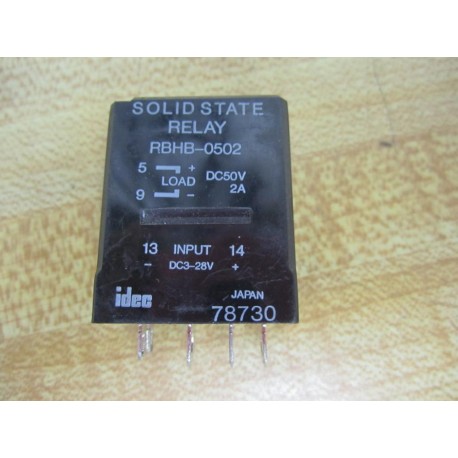 SOLID STATE
RELAY
RBHB-0502
5 + DC50V
LOAD 2A
9 -
13 INPUT 14
- DC3-28V +
idec JAPAN
78730